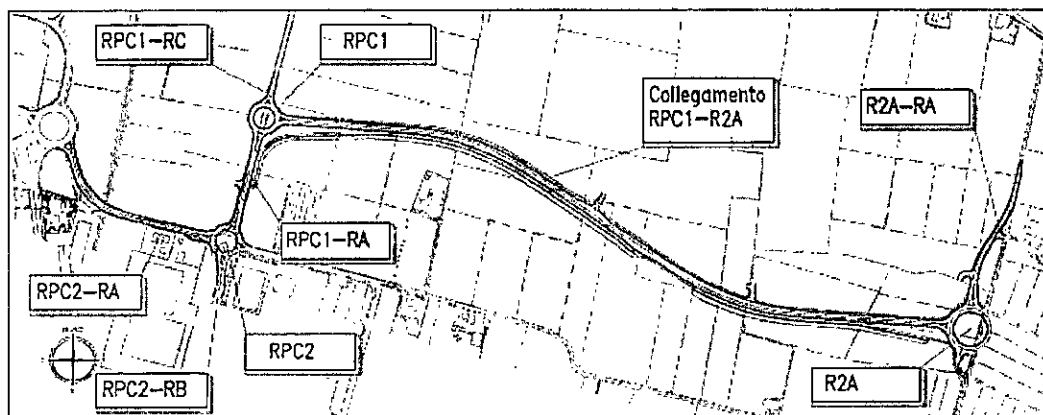 RPC1-RC
RPC1
Collegamento
RPC1-R2A
R2A-RA
RPC1-RA
RPC2-RA
RPC2
RPC2-RB
R2A